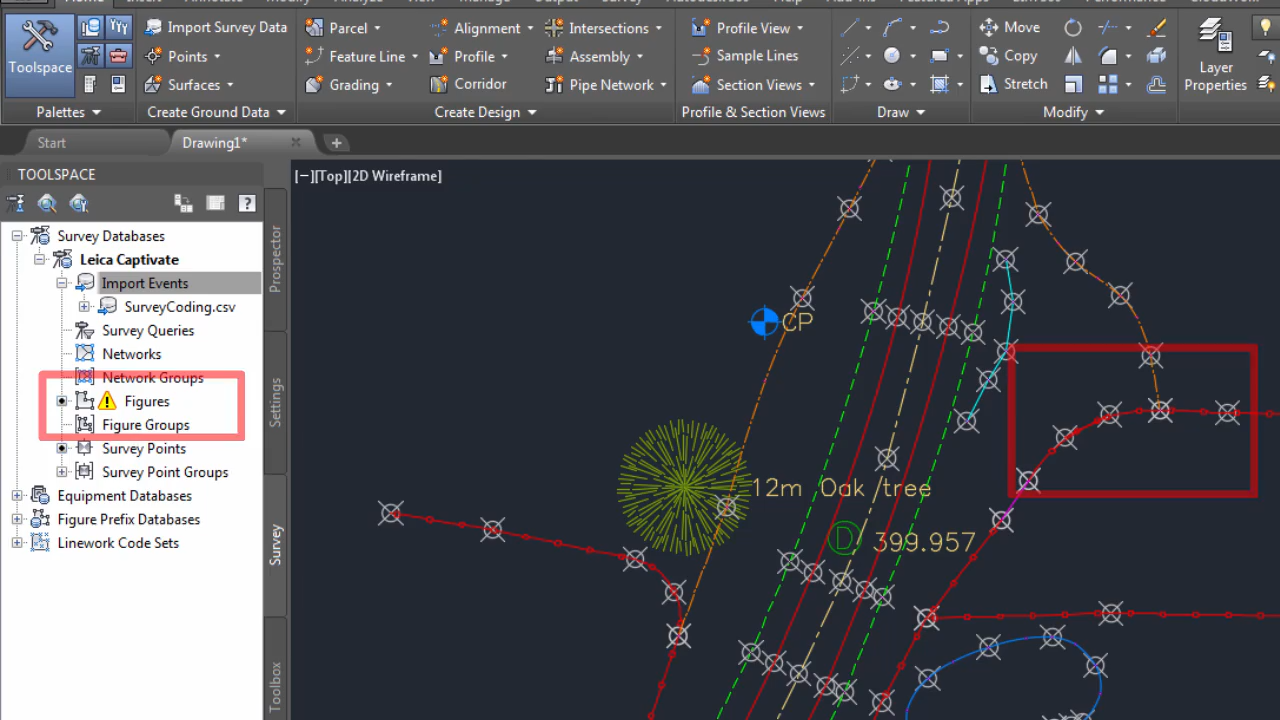 Home
Import Survey Data
Points
Surfaces
Parcel
Feature Line
Grading
Alignment
Profile
Corridor
Intersections
Assembly
Pipe Network
Profile View
Sample Lines
Section Views
Move
Copy
Stretch
Toolspace
Layer
Properties
Palettes
Create Ground Data
Create Design
Profile & Section Views
Draw
Modify
Start
Drawing1*
TOOLSPACE
[−][Top][2D Wireframe]
Survey Databases
Leica Captivate
Import Events
SurveyCoding.csv
Survey Queries
Networks
Network Groups
Figures
Figure Groups
Survey Points
Survey Point Groups
Equipment Databases
Figure Prefix Databases
Linework Code Sets
Prospector
Settings
Survey
Toolbox
CP
12m Oak tree
D 399.957